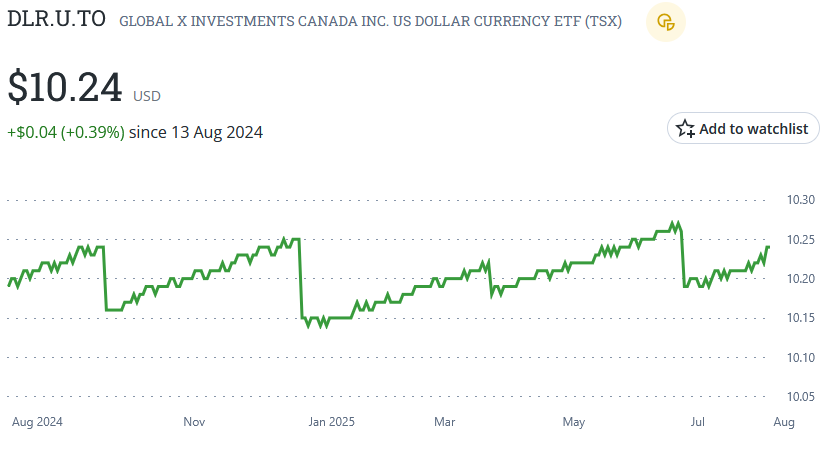 DLR.U.TO GLOBAL X INVESTMENTS CANADA INC. US DOLLAR CURRENCY ETF (TSX)
$10.24 USD
+$0.04 (+0.39%) since 13 Aug 2024
Add to watchlist
10.30
10.25
10.20
10.15
10.10
10.05
Aug 2024 Nov Jan 2025 Mar May Jul Aug